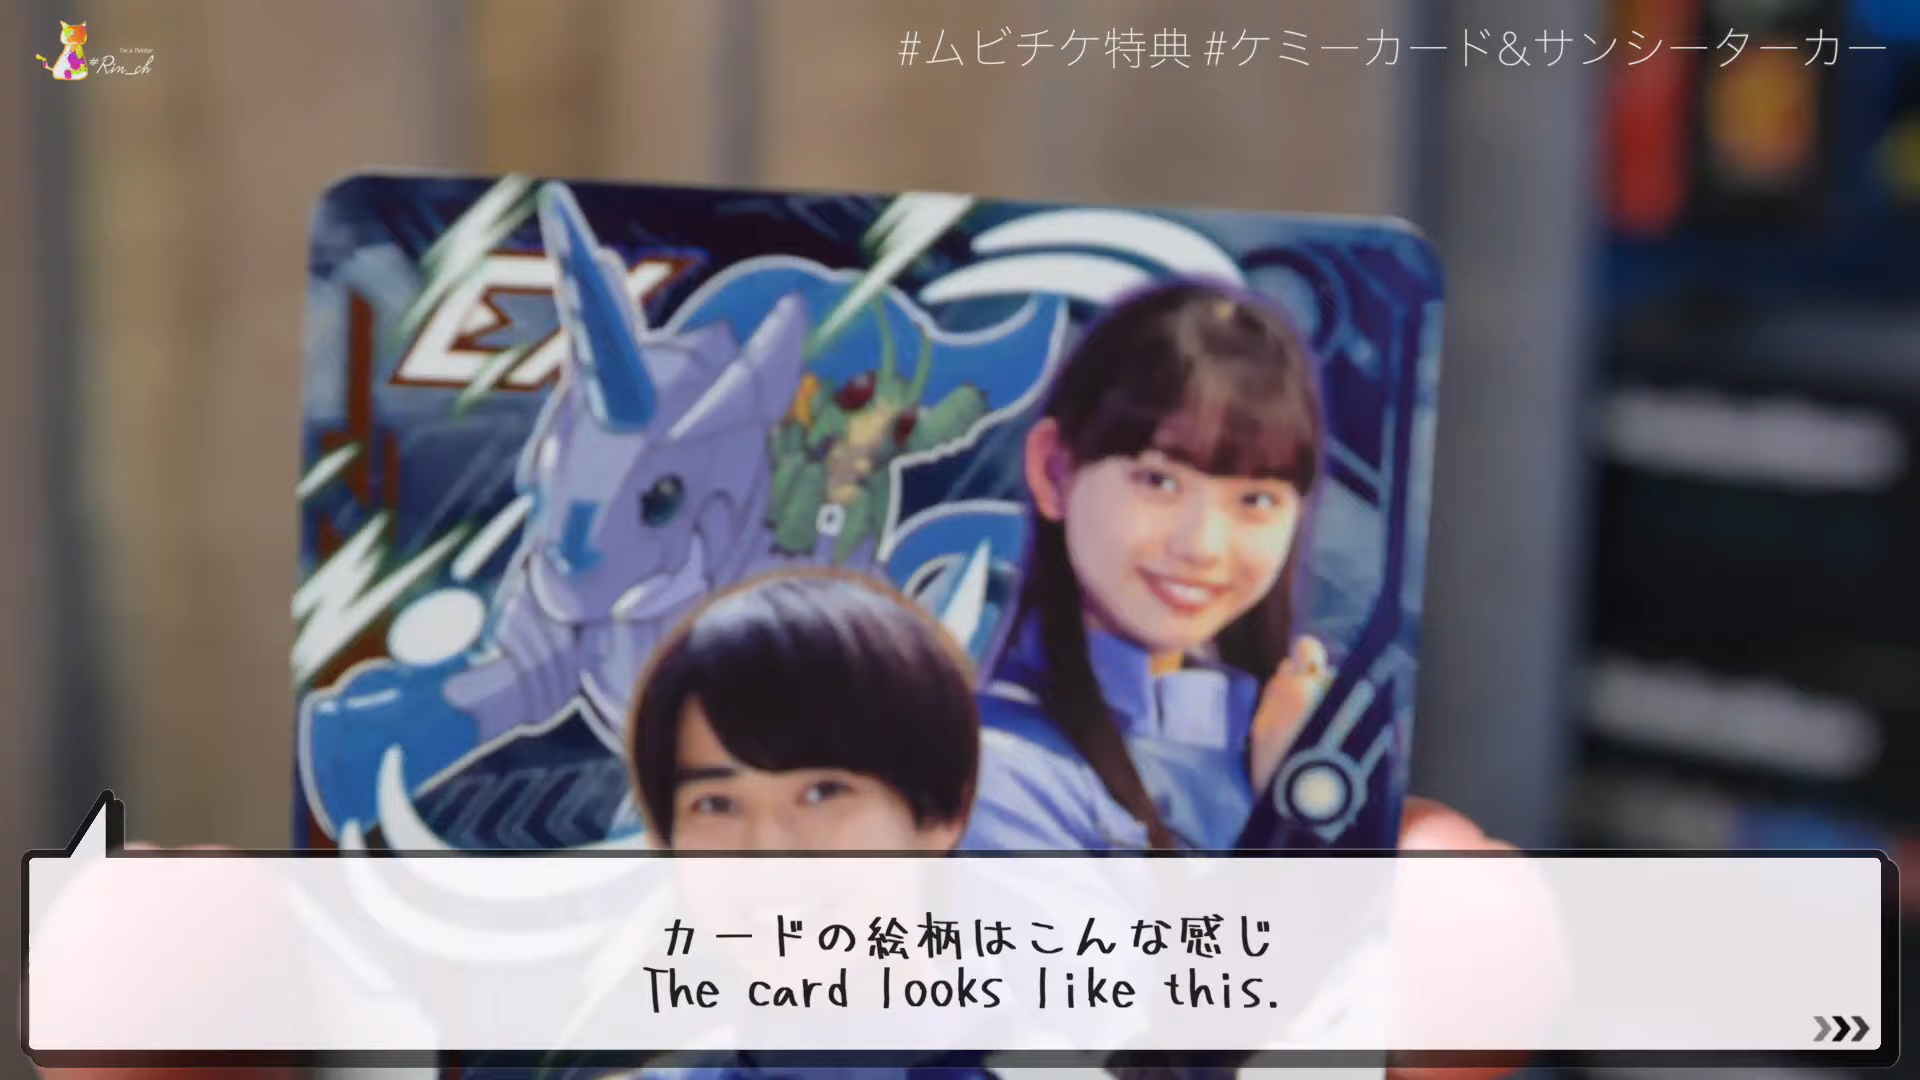 I'm a Painter
#Rin_ch
#ムビチケ特典 #ケミーカード&サンシーターカー
EX
カードの絵柄はこんな感じ
The card looks like this.